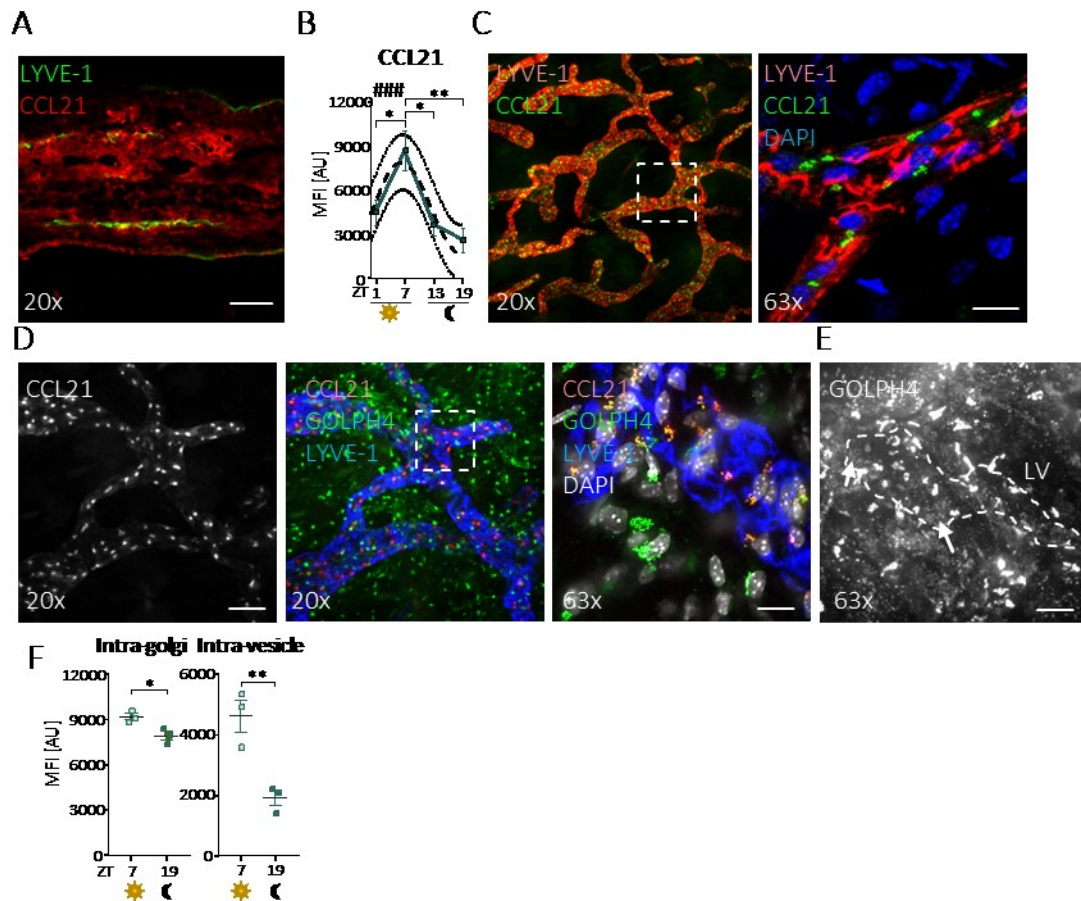 A
LYVE-1
CCL21
20x
B
CCL21
####
* * **
MFI [AU]
12000
9000
6000
3000
0
ZT 1 7 13 19
C
LYVE-1
CCL21
20x
LYVE-1
CCL21
DAPI
63x
D
CCL21
20x
CCL21
GOLPH4
LYVE-1
20x
CCL21
GOLPH4
LYVE-1
DAPI
63x
E
GOLPH4
LV
63x
F
Intra-golgi
*
MFI [AU]
12000
9000
6000
3000
0
ZT 7 19
Intra-vesicle
**
6000
4000
2000
0
7 19